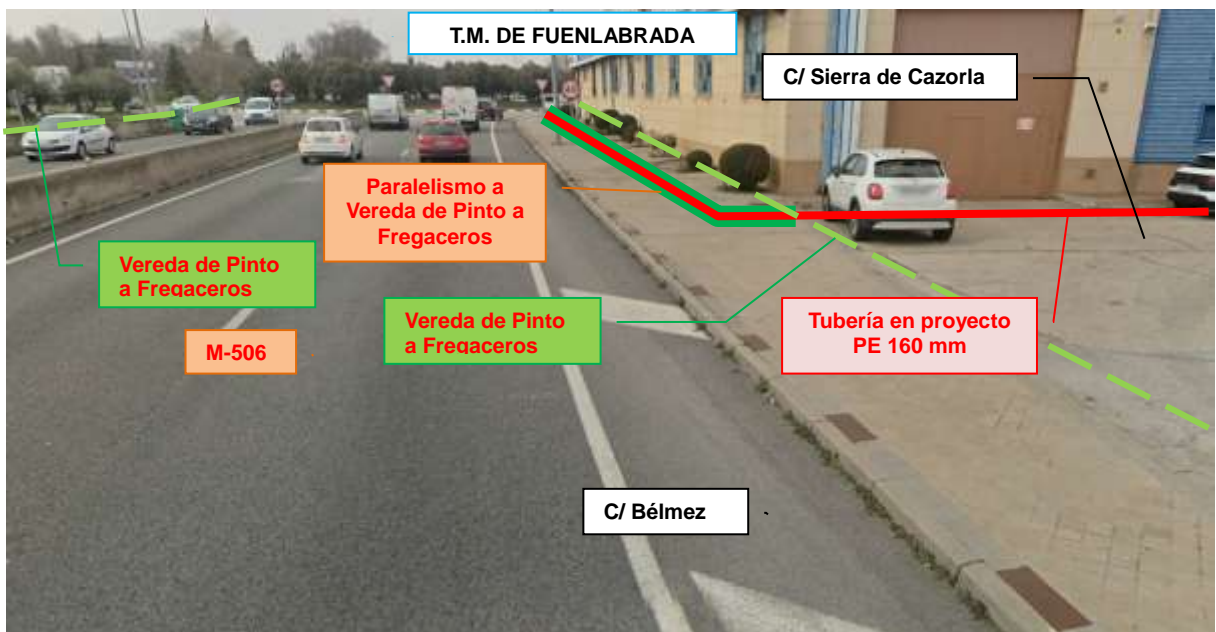 T.M. DE FUENLABRADA
C/ Sierra de Cazorla
Paralelismo a
Vereda de Pinto a
Fregaceros
Vereda de Pinto
a Fregaceros
Vereda de Pinto
a Fregaceros
Tubería en proyecto
PE 160 mm
M-506
C/ Bélmez